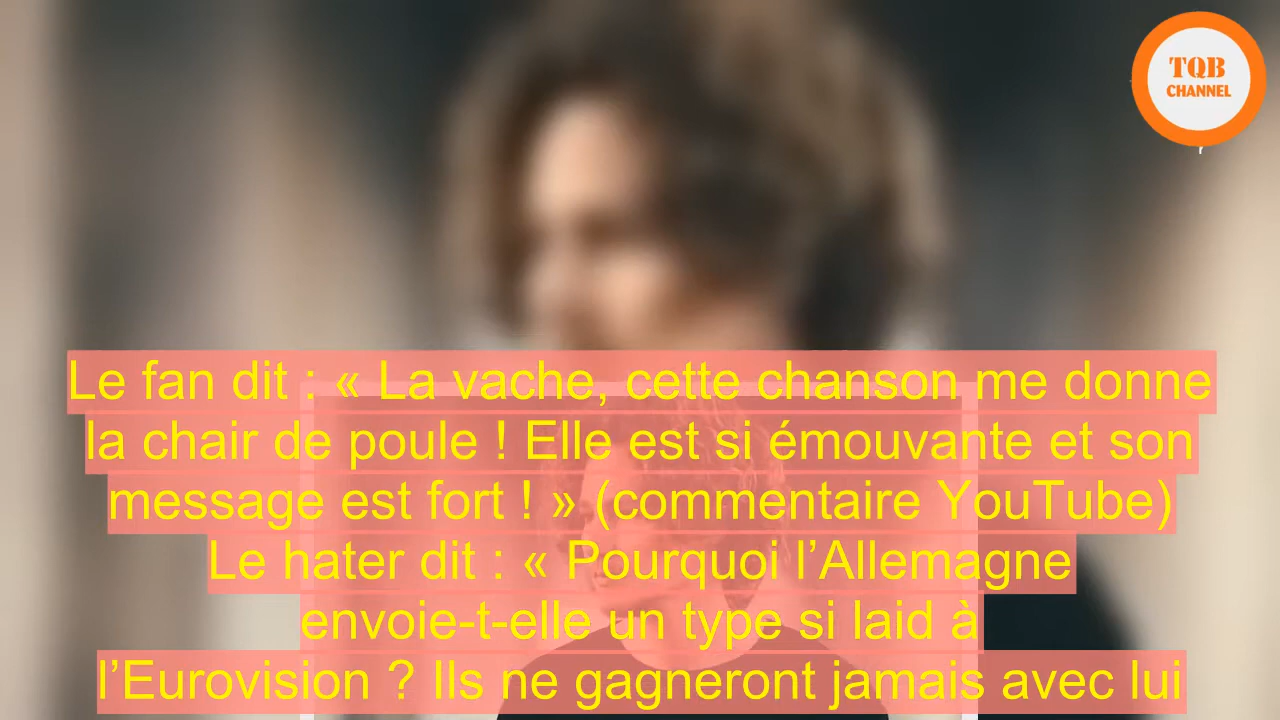 TQB
CHANNEL
Le fan dit : « La vache, cette chanson me donne
la chair de poule ! Elle est si émouvante et son
message est fort ! » (commentaire YouTube)
Le hater dit : « Pourquoi l’Allemagne
envoie-t-elle un type si laid à
l’Eurovision ? Ils ne gagneront jamais avec lui